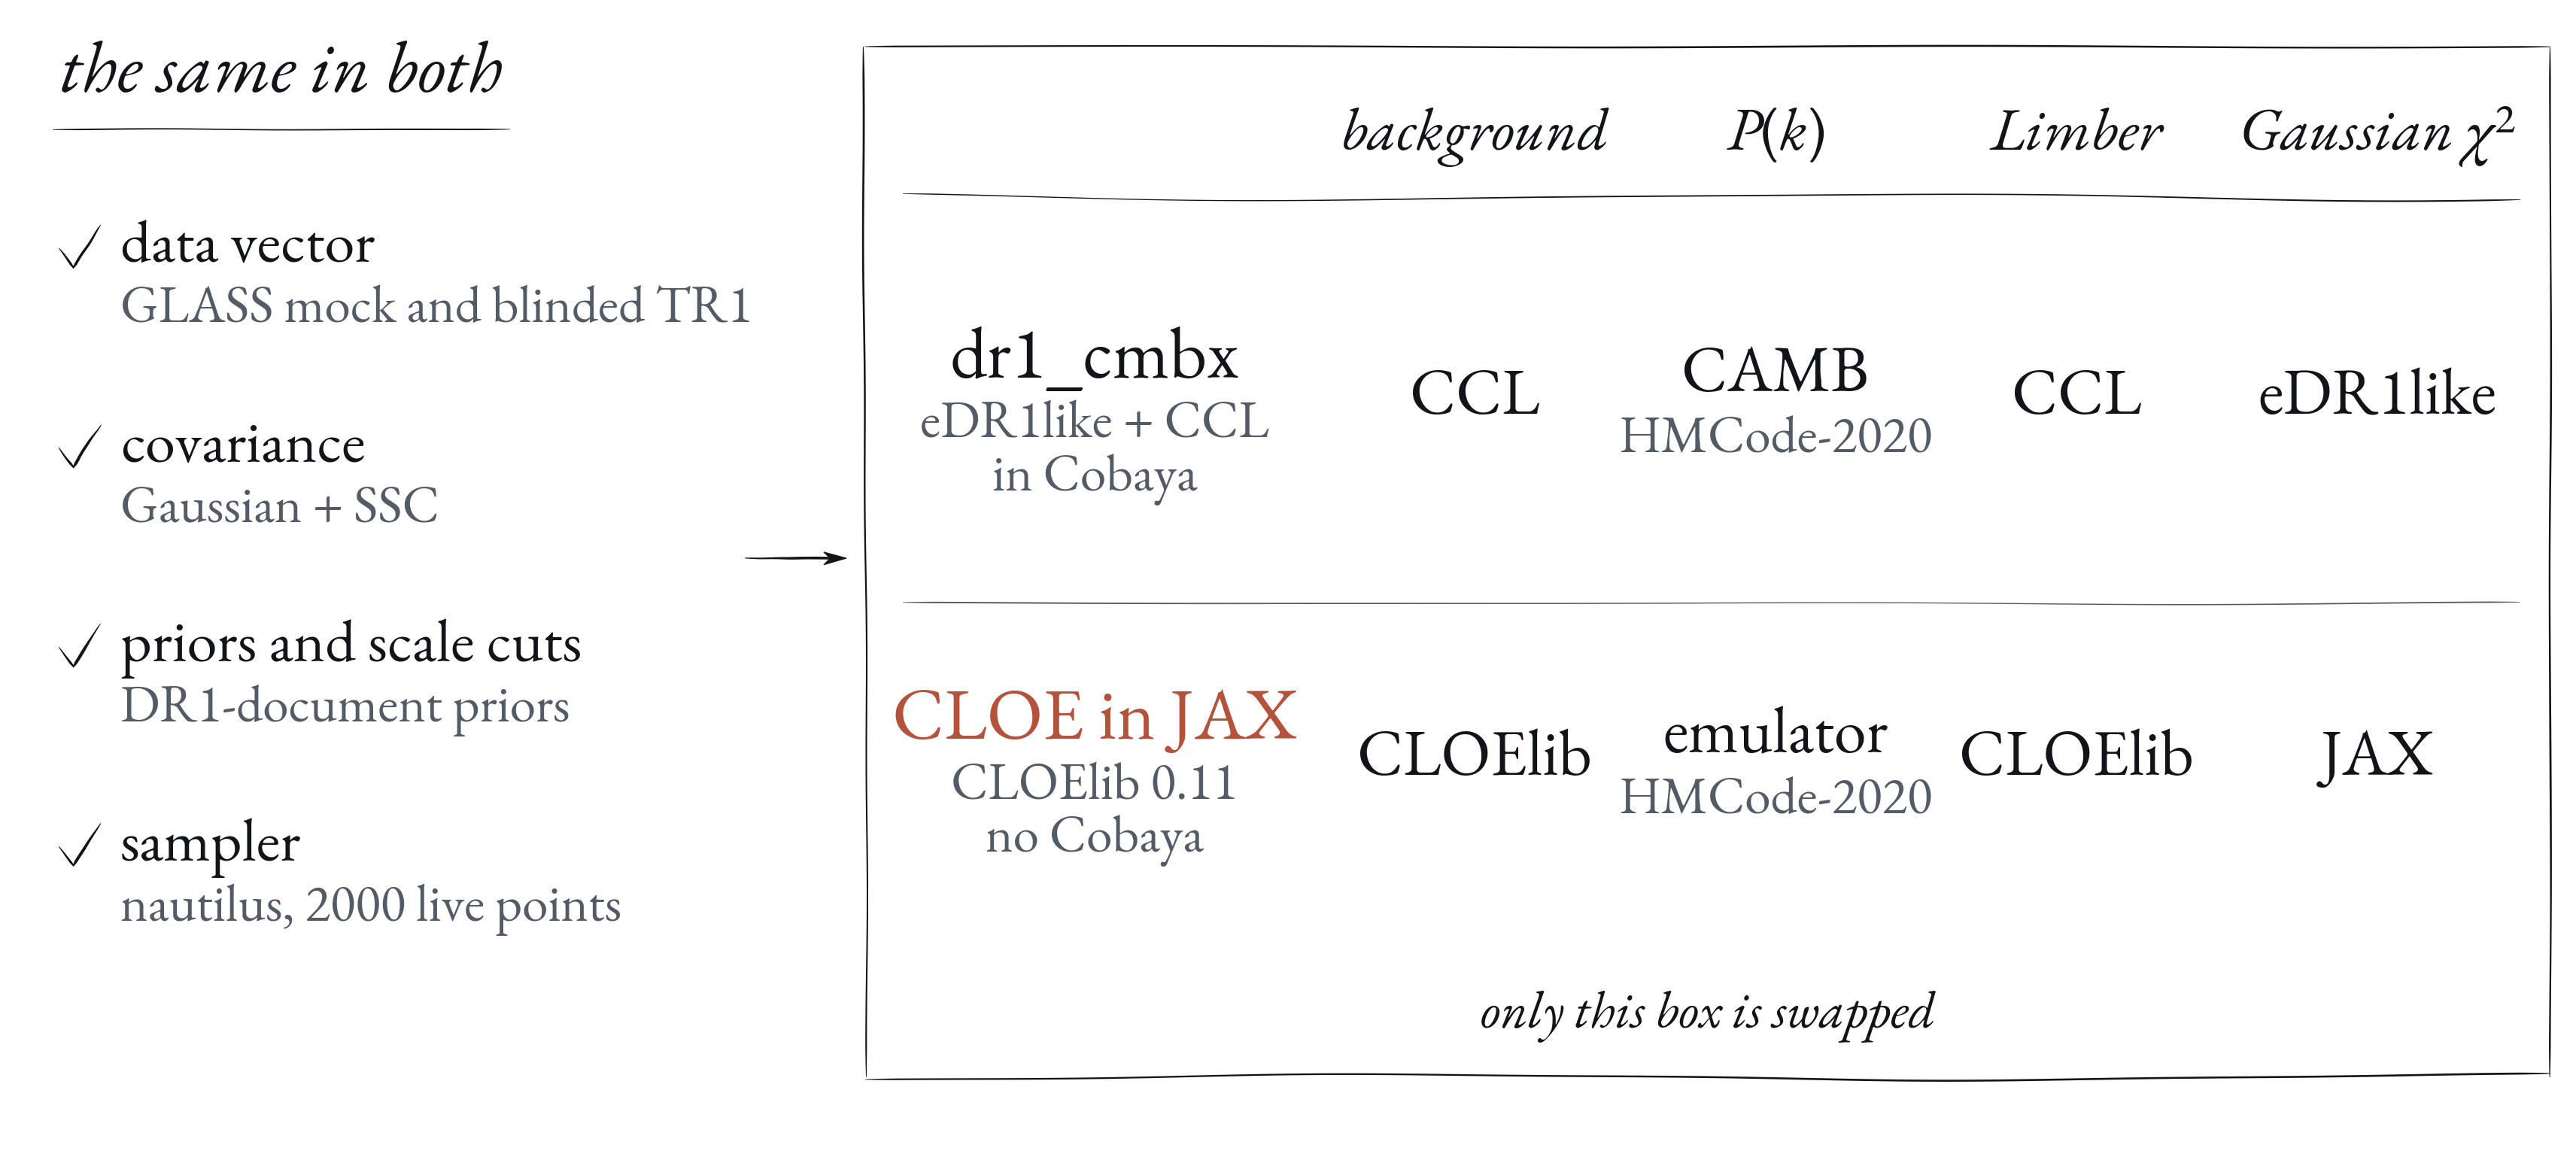 the same in both
data vector
GLASS mock and blinded TR1
covariance
Gaussian + SSC
priors and scale cuts
DR1-document priors
sampler
nautilus, 2000 live points
background P(k) Limber Gaussian χ²
dr1_cmbx
eDR1like + CCL
in Cobaya
CCL
CAMB
HMCode-2020
CCL
eDR1like
CLOE in JAX
CLOElib 0.11
no Cobaya
CLOElib
emulator
HMCode-2020
CLOElib
JAX
only this box is swapped